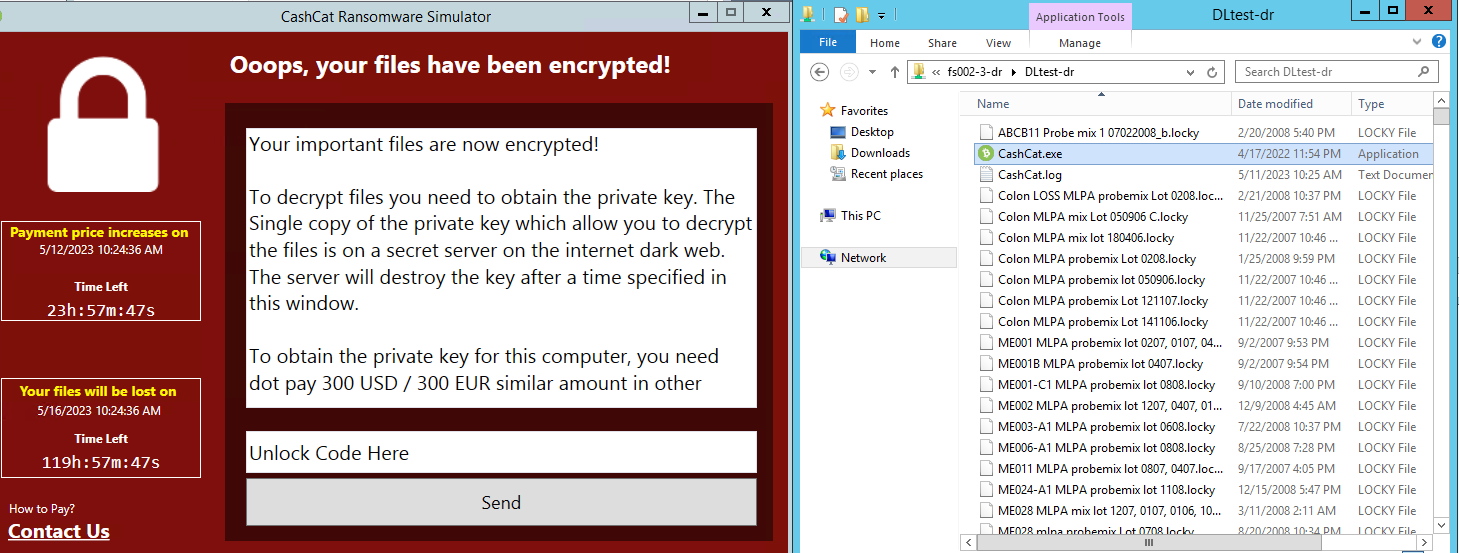 CashCat Ransomware Simulator
Ooops, your files have been encrypted!
Payment price increases on
5/12/2023 10:24:36 AM
Time Left
23h:57m:47s
Your files will be lost on
5/16/2023 10:24:36 AM
Time Left
119h:57m:47s
How to Pay?
Contact Us
Your important files are now encrypted!
To decrypt files you need to obtain the private key. The
Single copy of the private key which allow you to decrypt
the files is on a secret server on the internet dark web.
The server will destroy the key after a time specified in
this window.
To obtain the private key for this computer, you need
dot pay 300 USD / 300 EUR similar amount in other
Unlock Code Here
Send
Application Tools
DLtest-dr
File Home Share View Manage
« fs002-3-dr DLtest-dr
Search DLtest-dr
Favorites
Desktop
Downloads
Recent places
This PC
Network
Name Date modified Type
ABCB11 Probe mix 1 07022008_b.locky 2/20/2008 5:40 PM LOCKY File
CashCat.exe 4/17/2022 11:54 PM Application
CashCat.log 5/11/2023 10:25 AM Text Documen
Colon LOSS MLPA probemix Lot 0208.loc... 2/21/2008 10:37 PM LOCKY File
Colon MLPA mix Lot 050906 C.locky 11/25/2007 7:51 AM LOCKY File
Colon MLPA mix lot 180406.locky 11/22/2007 10:46 ... LOCKY File
Colon MLPA probemix Lot 0208.locky 1/25/2008 9:59 PM LOCKY File
Colon MLPA probemix lot 050906.locky 11/22/2007 10:46 ... LOCKY File
Colon MLPA probemix Lot 121107.locky 11/22/2007 10:46 ... LOCKY File
Colon MLPA probemix Lot 141106.locky 11/22/2007 10:46 ... LOCKY File
ME001 MLPA probemix lot 0207, 0107, 04... 9/2/2007 9:53 PM LOCKY File
ME001B MLPA probemix lot 0407.locky 9/2/2007 9:54 PM LOCKY File
ME001-C1 MLPA probemix lot 0808.locky 9/10/2008 7:00 PM LOCKY File
ME002 MLPA probemix lot 1207, 0407, 01... 12/9/2008 4:45 AM LOCKY File
ME003-A1 MLPA probemix lot 0608.locky 7/22/2008 10:37 PM LOCKY File
ME006-A1 MLPA probemix lot 0808.locky 8/25/2008 7:28 PM LOCKY File
ME011 MLPA probemix lot 0807, 0407.locky 9/17/2007 4:05 PM LOCKY File
ME024-A1 MLPA probemix lot 1108.locky 12/15/2008 5:47 PM LOCKY File
ME028 MLPA mix lot 1207, 0107, 0106, 10... 3/11/2008 2:11 AM LOCKY File
ME028 mlpa probemix Lot 0708.locky 8/20/2008 10:34 PM LOCKY File